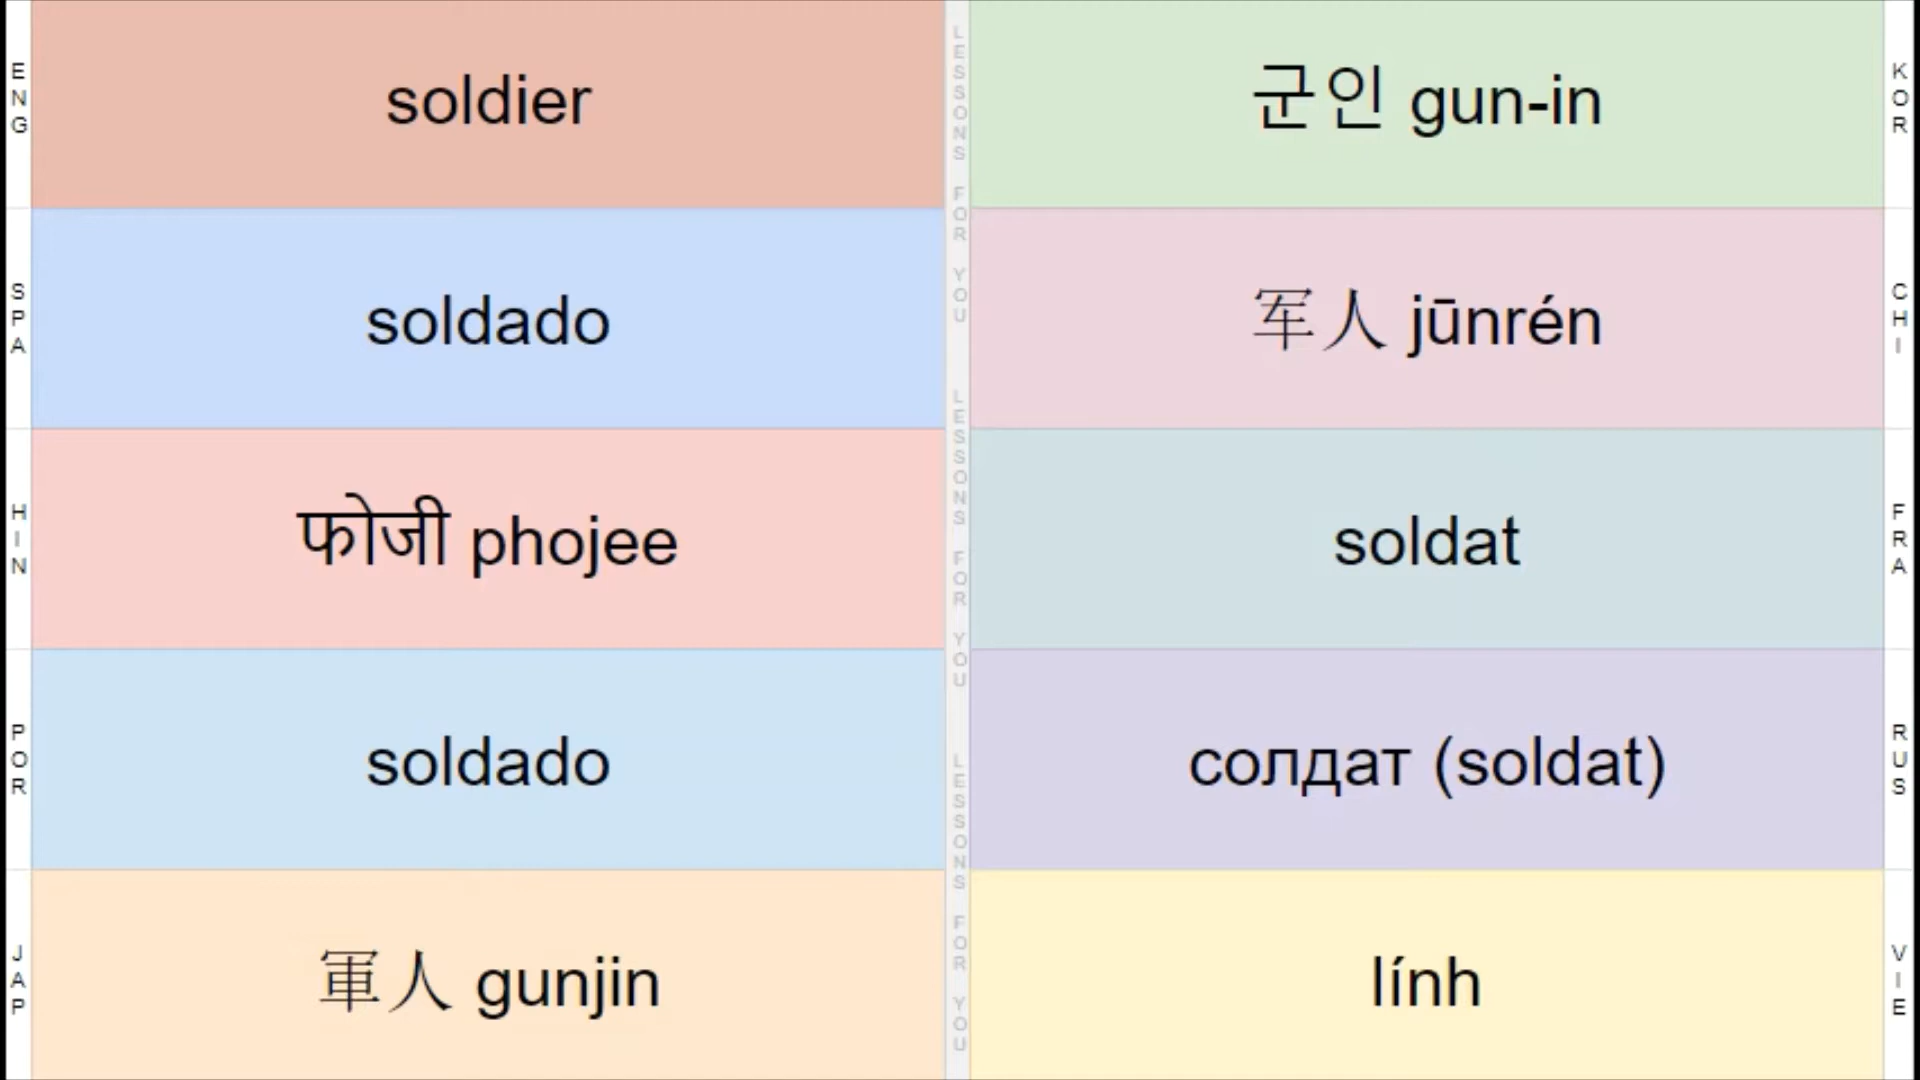 ENG
soldier
군인 gun-in
KOR
SPA
soldado
军人 jūnrén
CHI
HIN
फोजी phojee
soldat
FRA
POR
soldado
солдат (soldat)
RUS
JAP
軍人 gunjin
lính
VIE
LESSONS FOR YOU
LESSONS FOR YOU
LESSONS FOR YOU